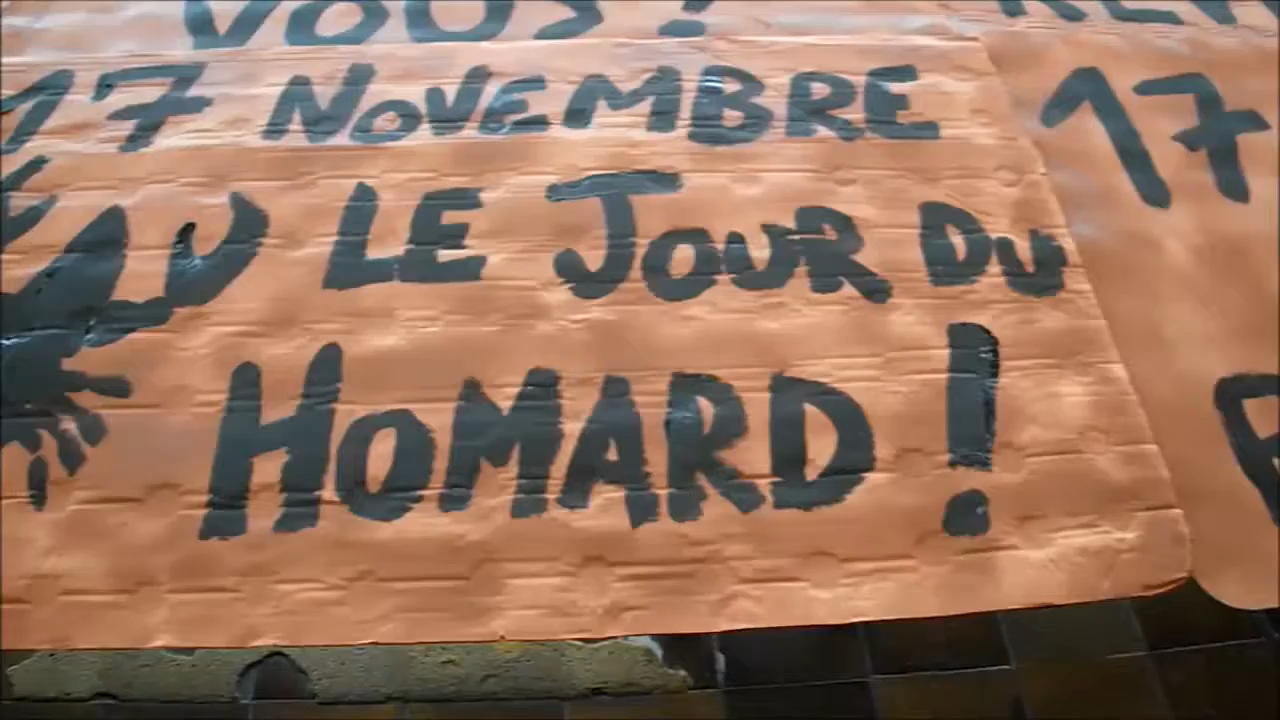 VOUS?
17 NOVEMBRE
LE JOUR DU
HOMARD !
17